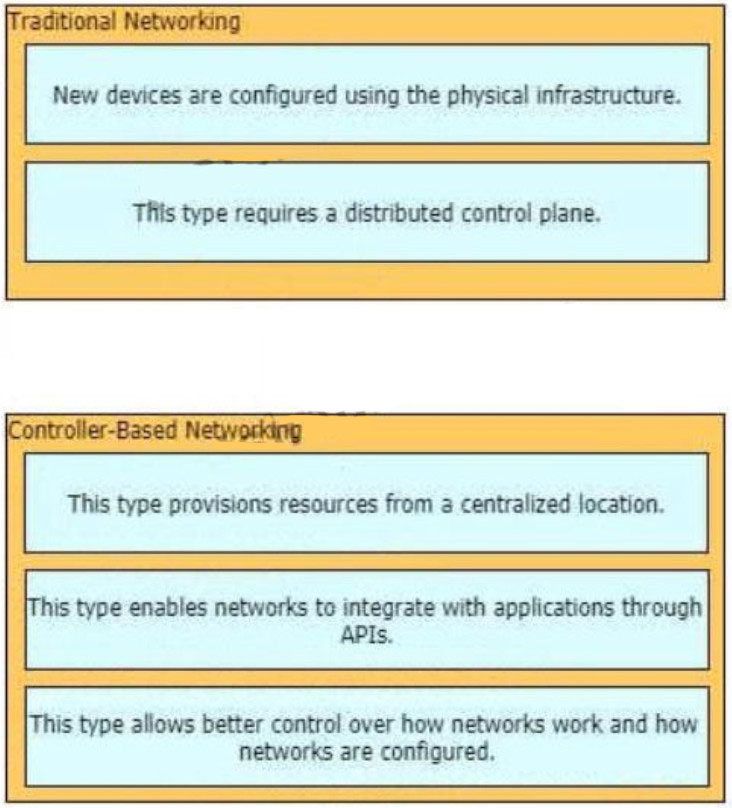 Traditional Networking
New devices are configured using the physical infrastructure.
This type requires a distributed control plane.
Controller-Based Networking
This type provisions resources from a centralized location.
This type enables networks to integrate with applications through
APIs.
This type allows better control over how networks work and how
networks are configured.